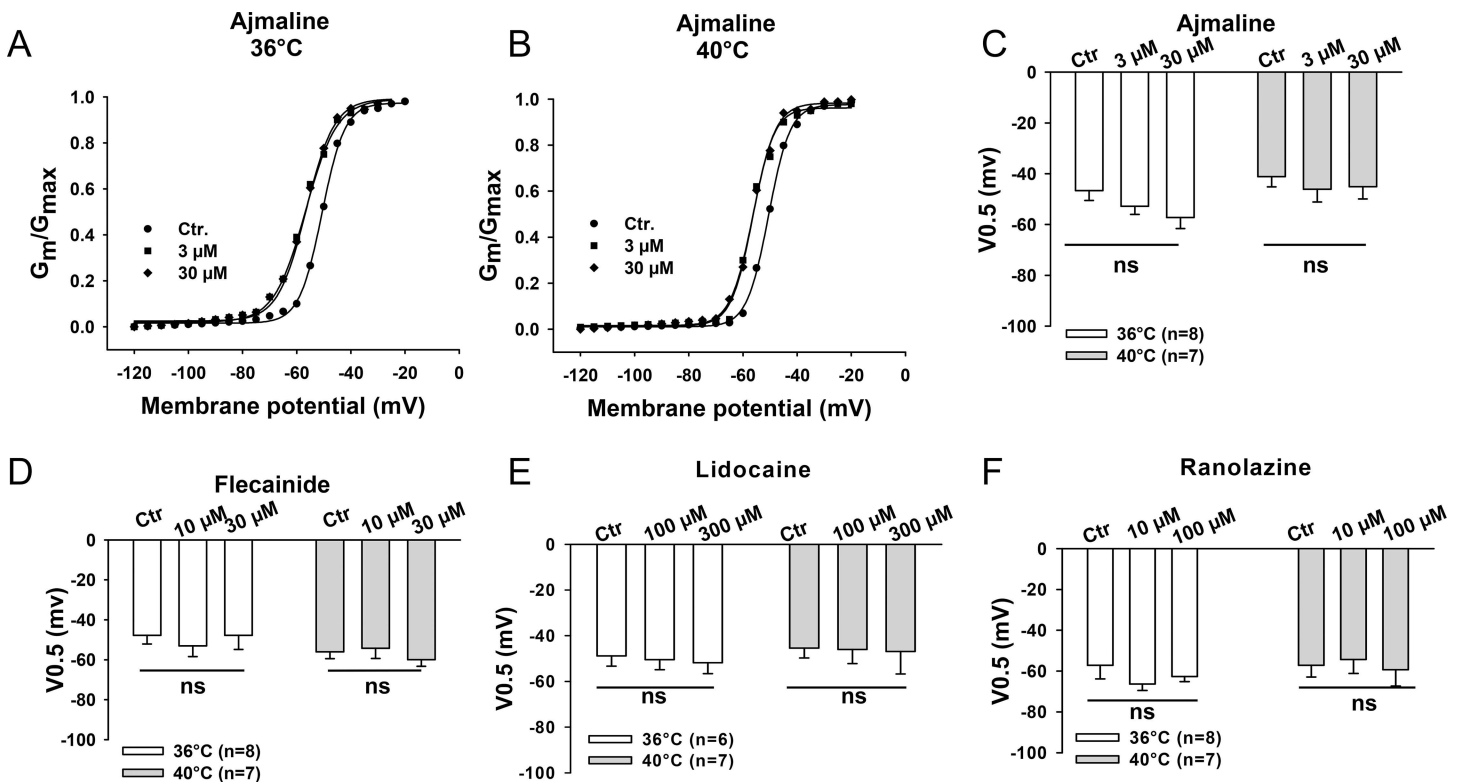 A
Ajmaline
36°C
Gm/Gmax
1.0
0.8
0.6
0.4
0.2
0.0
Ctr.
3 µM
30 µM
-120 -100 -80 -60 -40 -20 0
Membrane potential (mV)
B
Ajmaline
40°C
Gm/Gmax
1.0
0.8
0.6
0.4
0.2
0.0
Ctr.
3 µM
30 µM
-120 -100 -80 -60 -40 -20 0
Membrane potential (mV)
C
Ajmaline
Ctr 3 µM 30 µM Ctr 3 µM 30 µM
V0.5 (mv)
0
-20
-40
-60
-80
-100
ns ns
36°C (n=8)
40°C (n=7)
D
Flecainide
Ctr 10 µM 30 µM Ctr 10 µM 30 µM
V0.5 (mv)
0
-20
-40
-60
-80
-100
ns ns
36°C (n=8)
40°C (n=7)
E
Lidocaine
Ctr 100 µM 300 µM Ctr 100 µM 300 µM
V0.5 (mV)
0
-20
-40
-60
-80
-100
ns ns
36°C (n=6)
40°C (n=7)
F
Ranolazine
Ctr 10 µM 100 µM Ctr 10 µM 100 µM
V0.5 (mV)
0
-20
-40
-60
-80
-100
ns ns
36°C (n=8)
40°C (n=7)